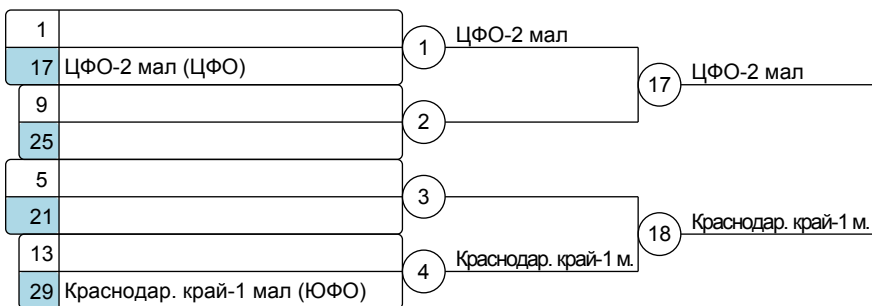 1
1 ЦФО-2 мал
17 ЦФО-2 мал (ЦФО)
17 ЦФО-2 мал
9
2
25
5
3
21
18 Краснодар. край-1 м.
13
4 Краснодар. край-1 м.
29 Краснодар. край-1 мал (ЮФО)